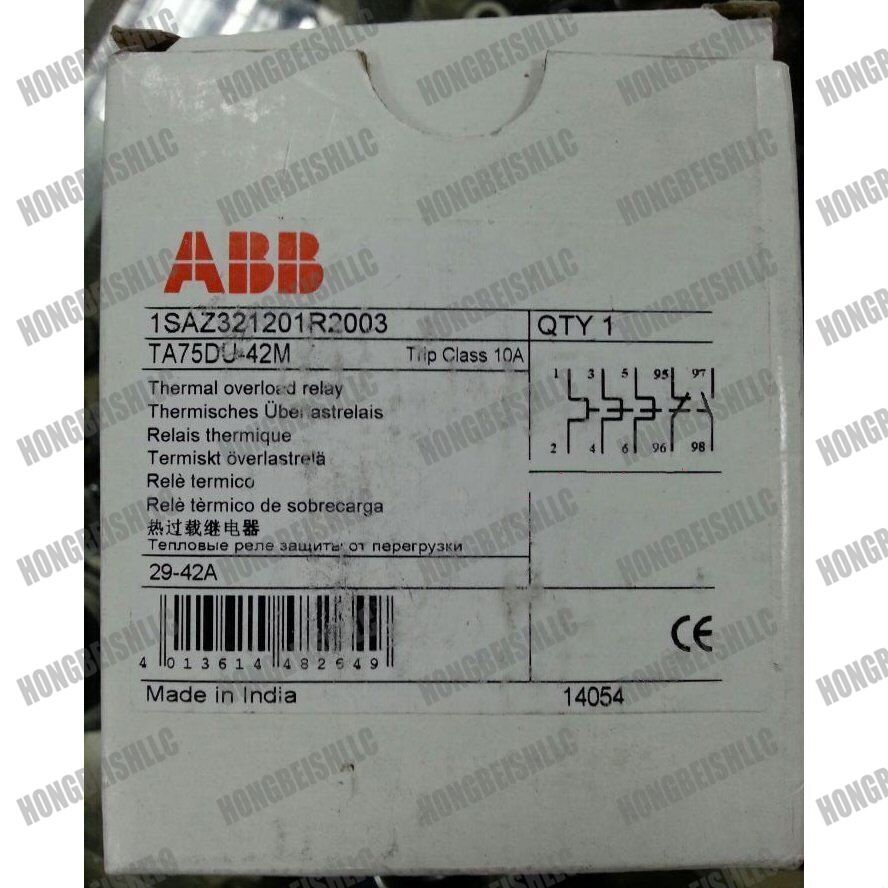 ABB
1SAZ321201R2003
QTY 1
TA75DU-42M
Trip Class 10A
Thermal overload relay
Thermisches Überlastrelais
Relais thermique
Termiskt överlastrelä
Relè termico
Relè tèrmico de sobrecarga
热过载继电器
Тепловые реле защиты от перегрузки
29-42A
1 3 5 95 97
2 4 6 96 98
4 013614 482649
CE
Made in India
14054
HONGBEISHLLC